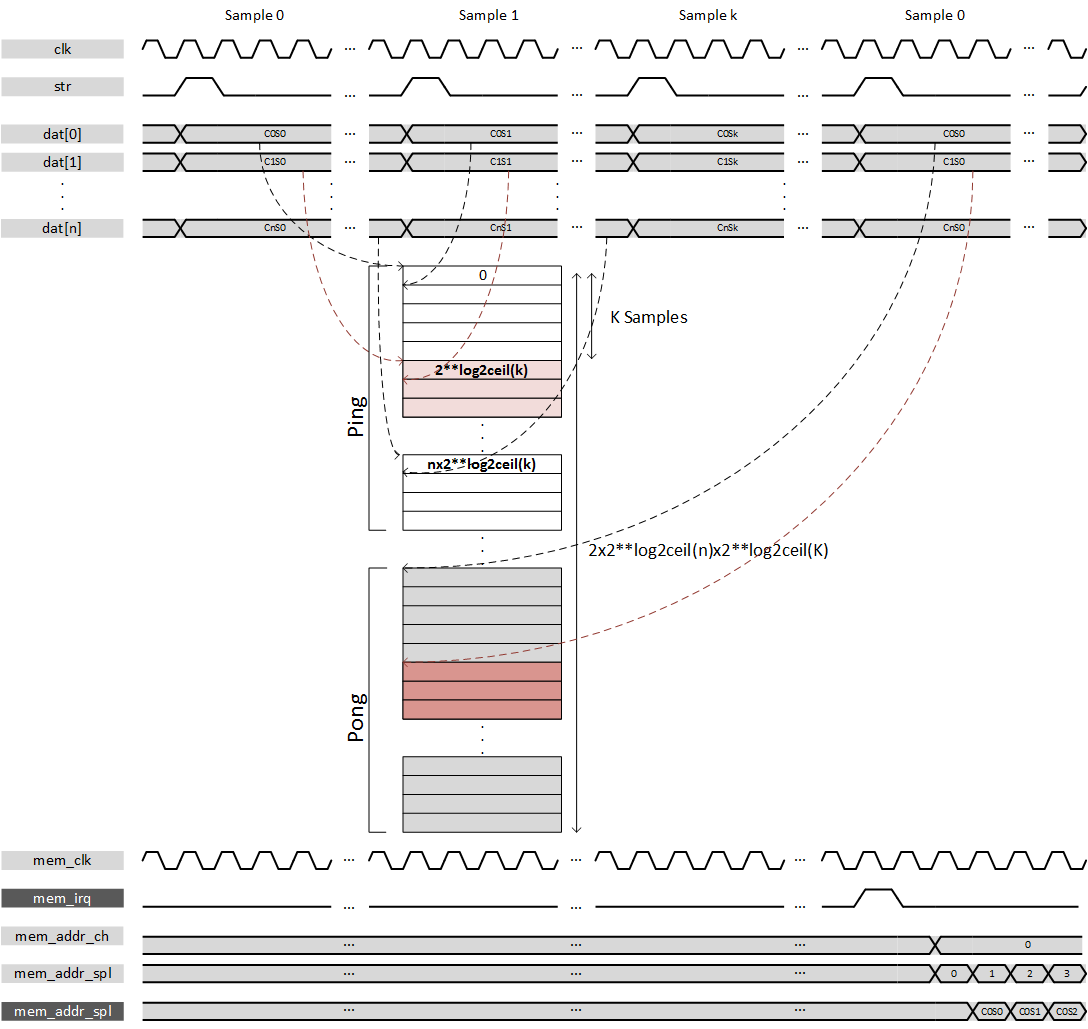 Sample 0 Sample 1 Sample k Sample 0
clk ... ... ... ...
str ... ... ... ...
dat[0] C0S0 ... C0S1 ... C0Sk ... C0S0 ...
dat[1] C1S0 ... C1S1 ... C1Sk ... C1S0 ...
dat[n] CnS0 ... CnS1 ... CnSk ... CnS0 ...
0
K Samples
2**log2ceil(k)
Ping
nx2**log2ceil(k)
2x2**log2ceil(n)x2**log2ceil(K)
Pong
mem_clk ... ... ...
mem_irq ... ... ...
mem_addr_ch ... ... ... 0
mem_addr_spl ... ... ... 0 1 2 3
mem_addr_spl ... ... ... C0S0 C0S1 C0S2